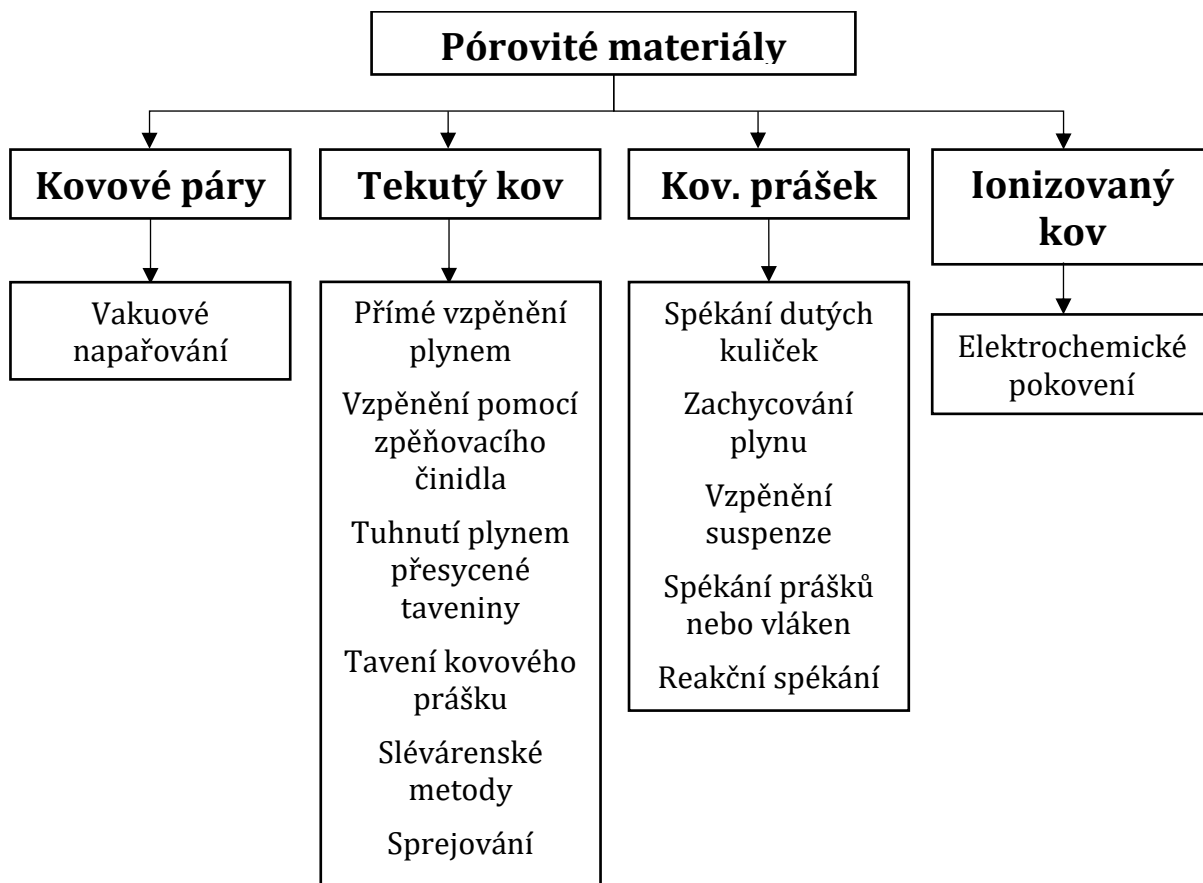 Pórovité materiály
Kovové páry
Tekutý kov
Kov. prášek
Ionizovaný
kov
Vakuové
napařování
Přímé vzpěnění
plynem
Vzpěnění pomocí
zpěňovacího
činidla
Tuhnutí plynem
přesycené
taveniny
Tavení kovového
prášku
Slévárenské
metody
Sprejování
Spékání dutých
kuliček
Zachycování
plynu
Vzpěnění
suspenze
Spékání prášků
nebo vláken
Reakční spékání
Elektrochemické
pokovení